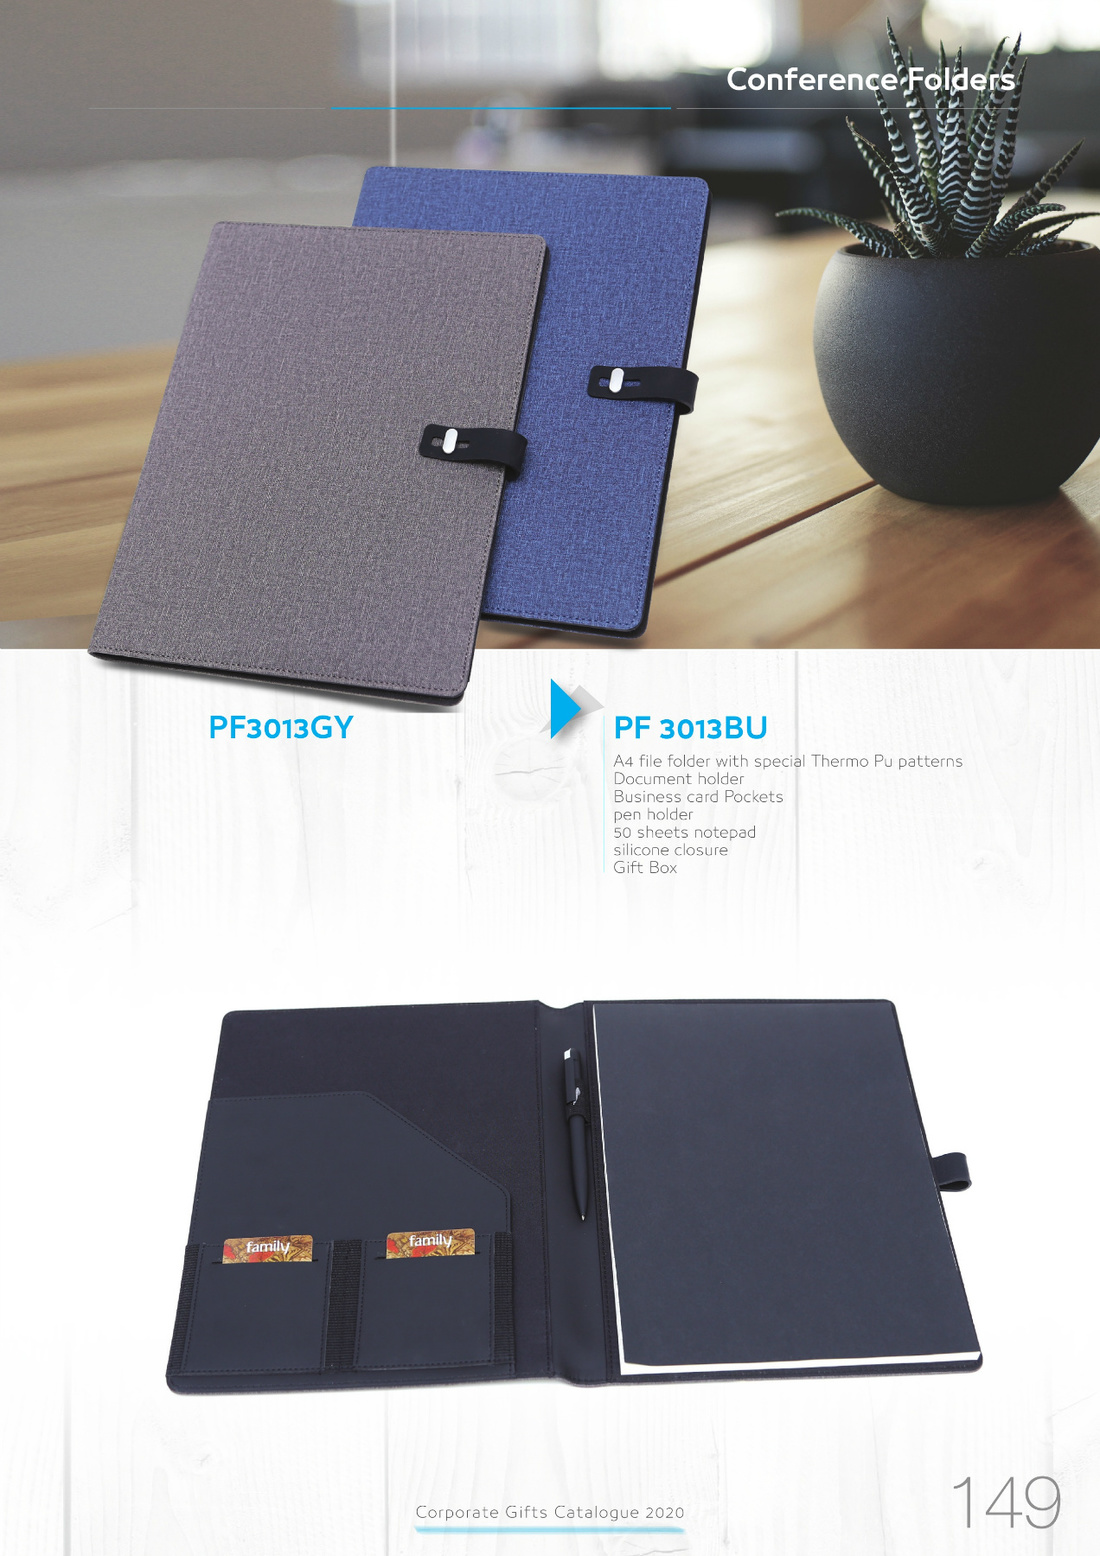 Conference Folders
PF3013GY
PF 3013BU
A4 file folder with special Thermo Pu patterns
Document holder
Business card Pockets
pen holder
50 sheets notepad
silicone closure
Gift Box
family
family
Corporate Gifts Catalogue 2020
149